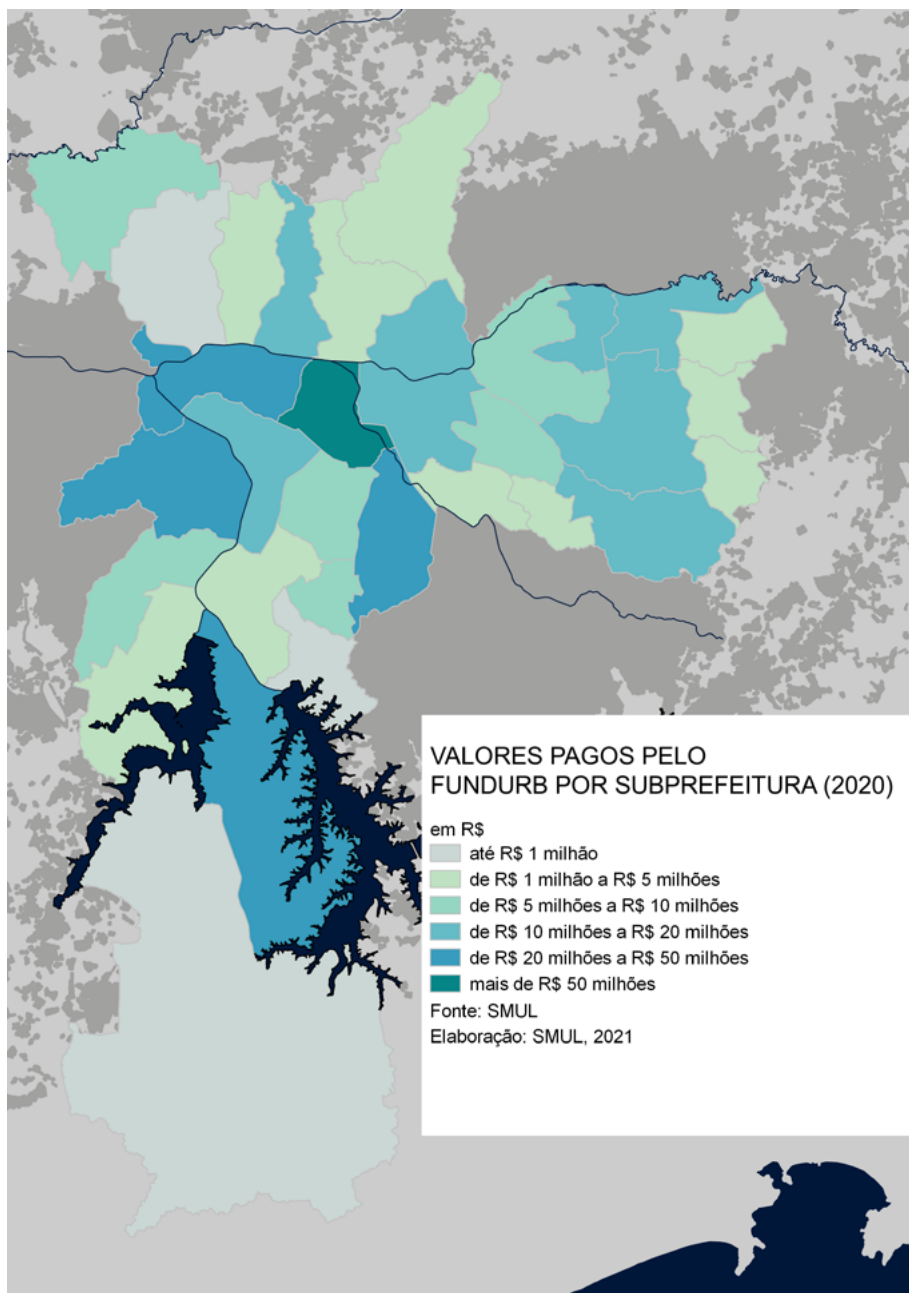 VALORES PAGOS PELO
FUNDURB POR SUBPREFEITURA (2020)
em R$
até R$ 1 milhão
de R$ 1 milhão a R$ 5 milhões
de R$ 5 milhões a R$ 10 milhões
de R$ 10 milhões a R$ 20 milhões
de R$ 20 milhões a R$ 50 milhões
mais de R$ 50 milhões
Fonte: SMUL
Elaboração: SMUL, 2021